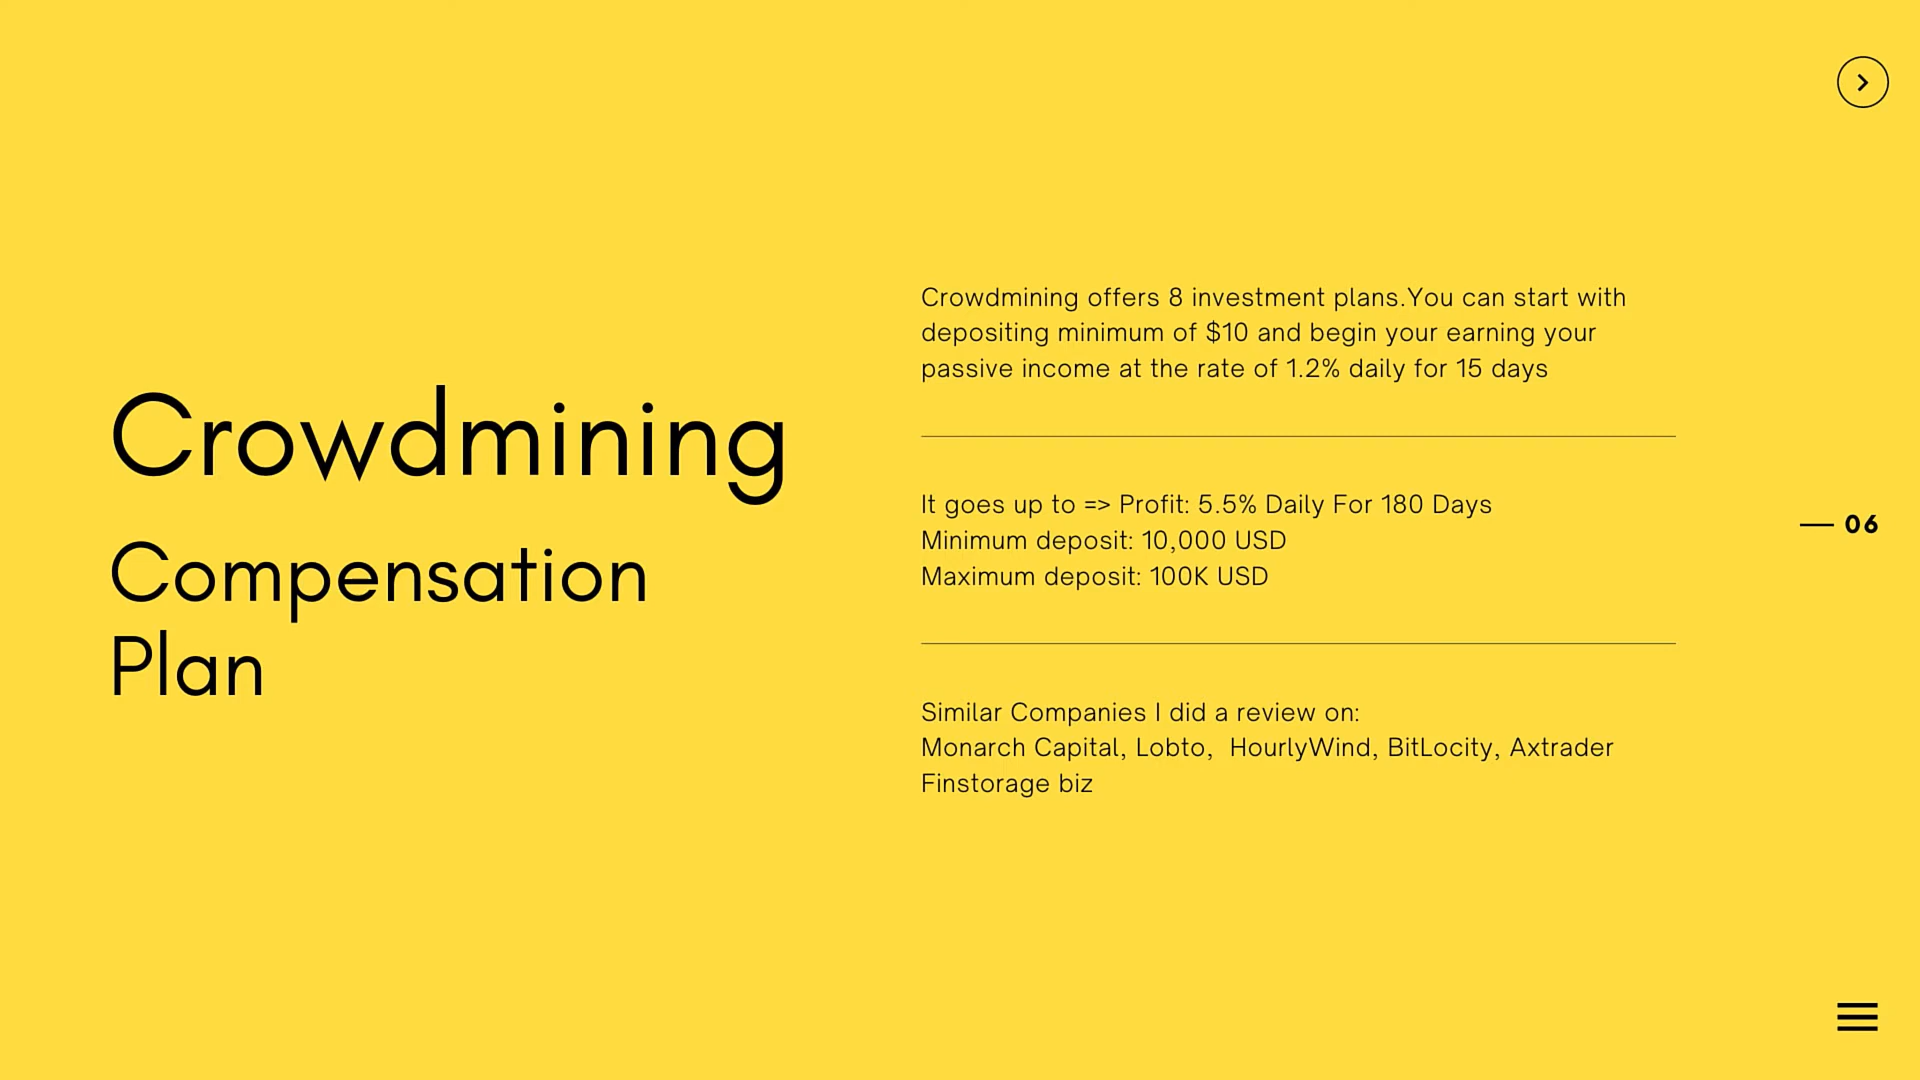 Crowdmining
Compensation
Plan
Crowdmining offers 8 investment plans.You can start with
depositing minimum of $10 and begin your earning your
passive income at the rate of 1.2% daily for 15 days
It goes up to => Profit: 5.5% Daily For 180 Days
Minimum deposit: 10,000 USD
Maximum deposit: 100K USD
— 06
Similar Companies I did a review on:
Monarch Capital, Lobto,  HourlyWind, BitLocity, Axtrader
Finstorage biz